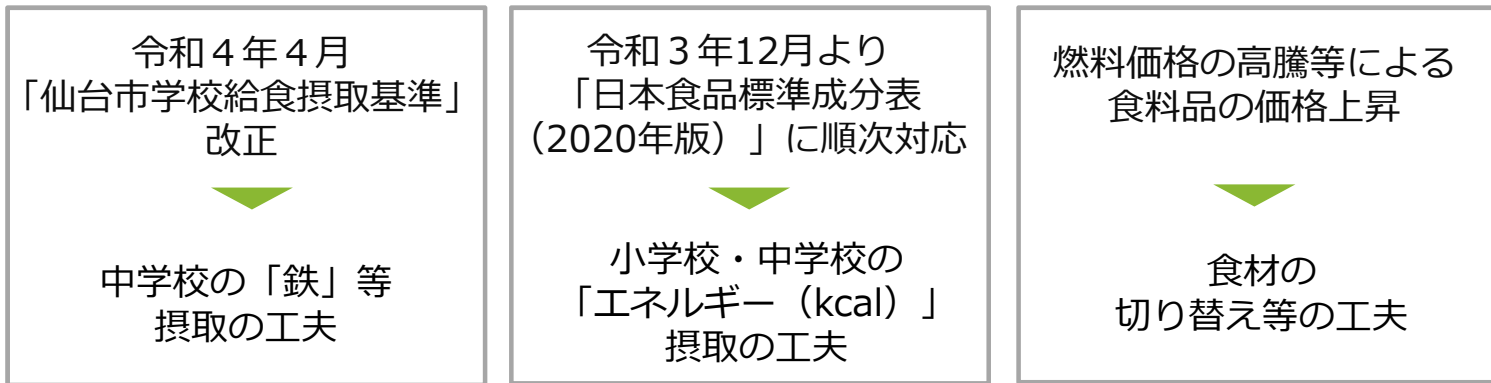 令和４年４月
「仙台市学校給食摂取基準」
改正
中学校の「鉄」等
摂取の工夫
令和３年12月より
「日本食品標準成分表
（2020年版）」に順次対応
小学校・中学校の
「エネルギー（kcal）」
摂取の工夫
燃料価格の高騰等による
食料品の価格上昇
食材の
切り替え等の工夫